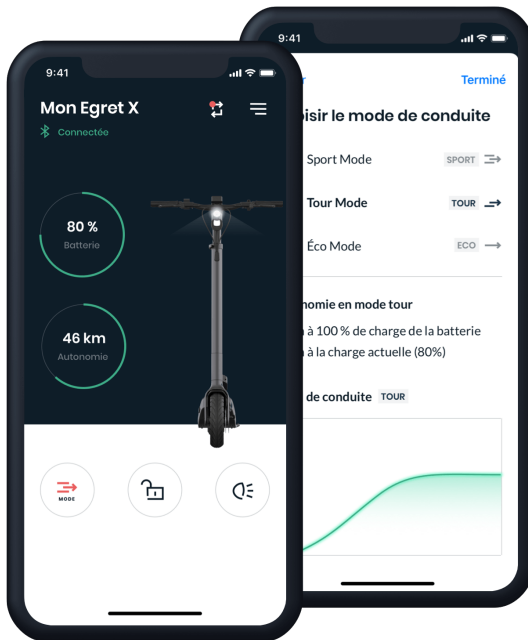 9:41
Mon Egret X
Connectée
80 %
Batterie
46 km
Autonomie
MODE
9:41
Terminé
isir le mode de conduite
Sport Mode
SPORT
Tour Mode
TOUR
Éco Mode
ECO
nomie en mode tour
à 100 % de charge de la batterie
à la charge actuelle (80%)
de conduite TOUR